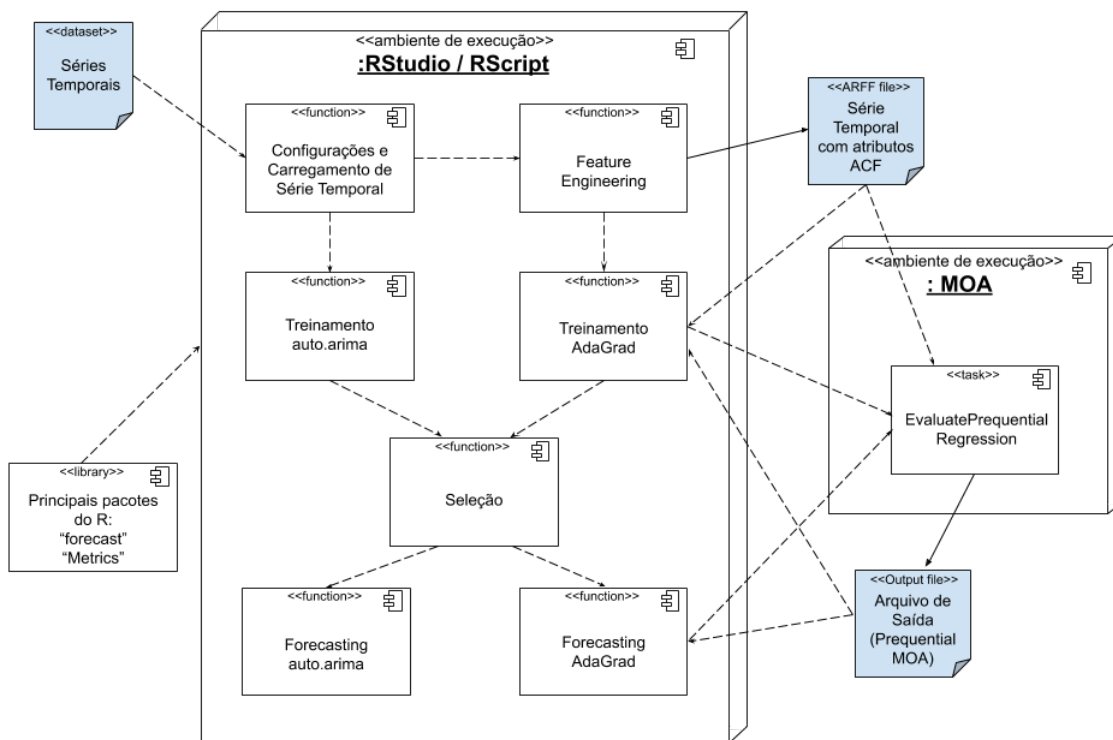 <<dataset>>
Séries
Temporais
<<ambiente de execução>>
:RStudio / RScript
<<function>>
Configurações e
Carregamento de
Série Temporal
<<function>>
Feature
Engineering
<<ARFF file>>
Série
Temporal
com atributos
ACF
<<ambiente de execução>>
: MOA
<<function>>
Treinamento
auto.arima
<<function>>
Treinamento
AdaGrad
<<task>>
EvaluatePrequential
Regression
<<library>>
Principais pacotes
do R:
“forecast”
“Metrics”
<<function>>
Seleção
<<function>>
Forecasting
auto.arima
<<function>>
Forecasting
AdaGrad
<<Output file>>
Arquivo de
Saída
(Prequential
MOA)